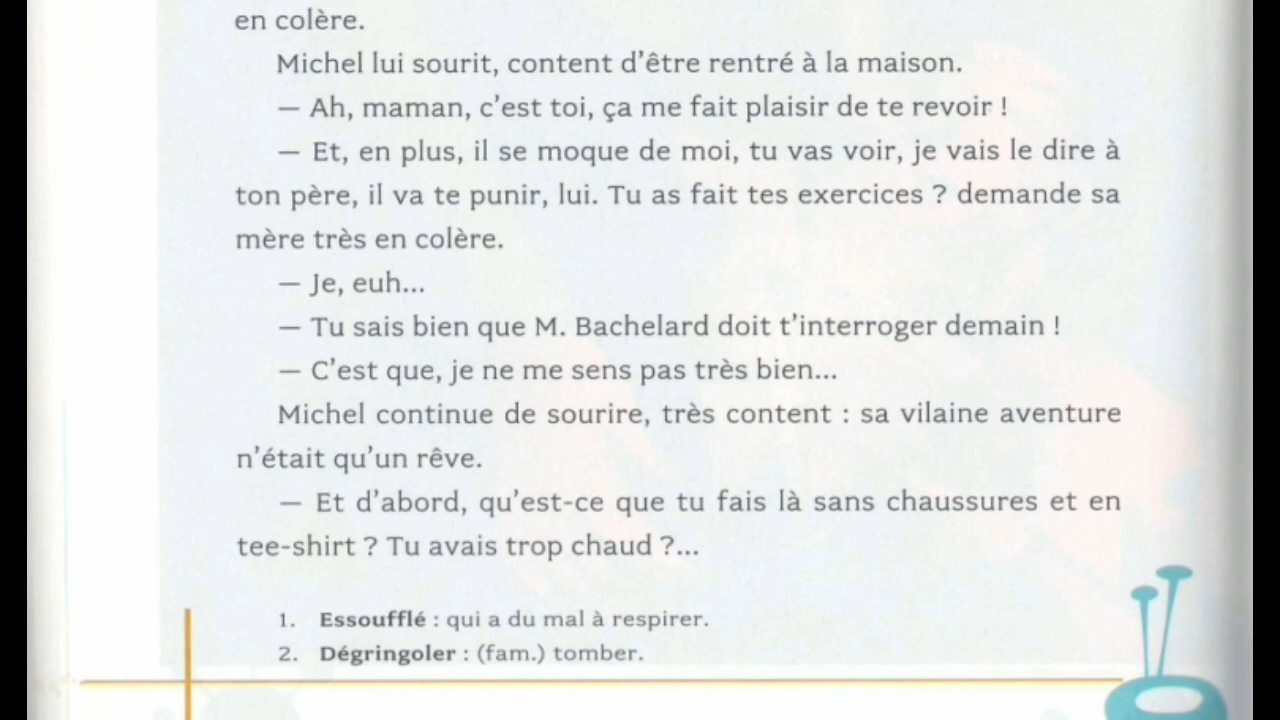 en colère.
Michel lui sourit, content d’être rentré à la maison.
— Ah, maman, c’est toi, ça me fait plaisir de te revoir !
— Et, en plus, il se moque de moi, tu vas voir, je vais le dire à
ton père, il va te punir, lui. Tu as fait tes exercices ? demande sa
mère très en colère.
— Je, euh...
— Tu sais bien que M. Bachelard doit t’interroger demain !
— C’est que, je ne me sens pas très bien...
Michel continue de sourire, très content : sa vilaine aventure
n’était qu’un rêve.
— Et d’abord, qu’est-ce que tu fais là sans chaussures et en
tee-shirt ? Tu avais trop chaud ?...
1. Essoufflé : qui a du mal à respirer.
2. Dégringoler : (fam.) tomber.